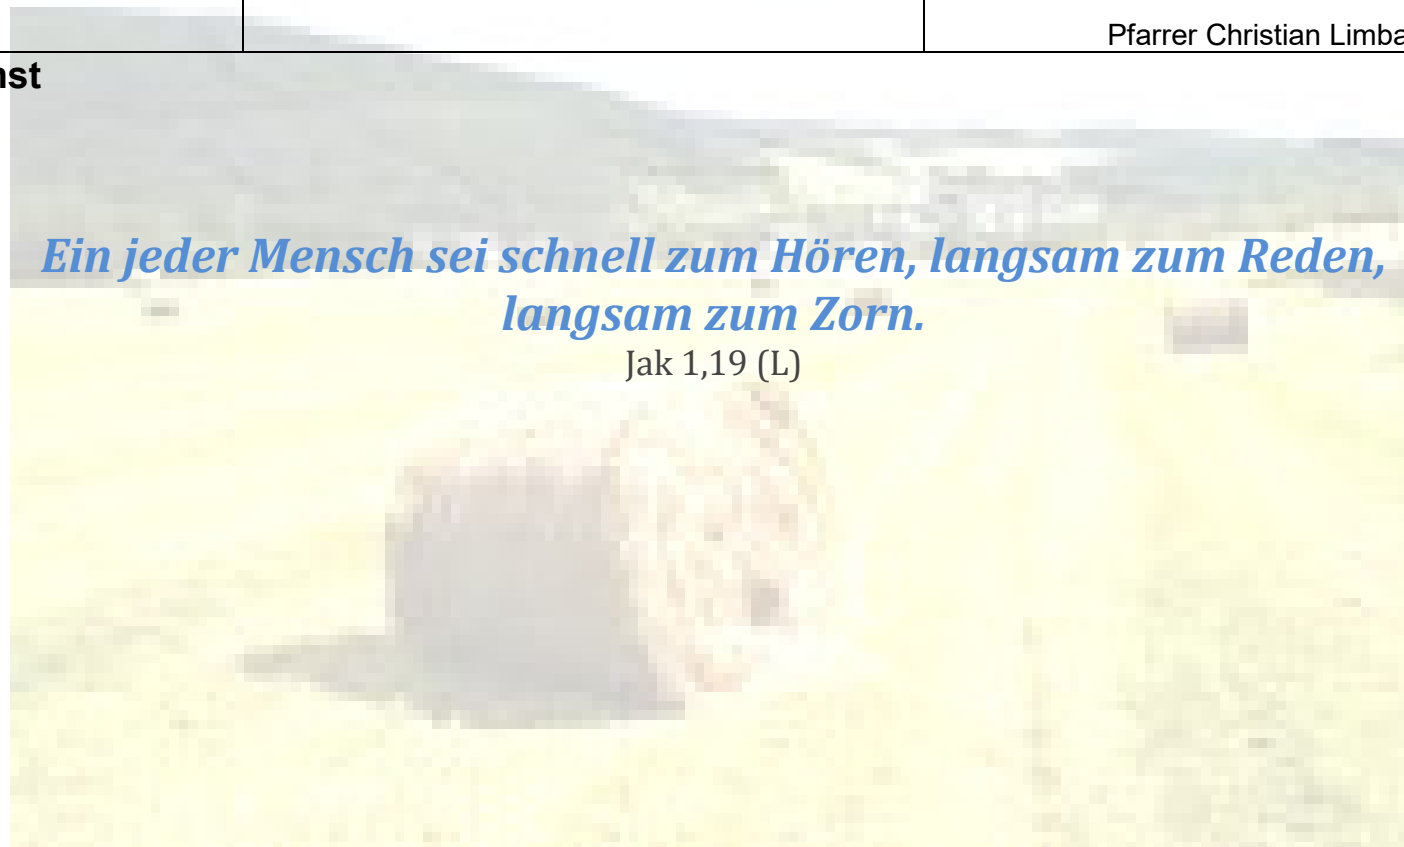 Pfarrer Christian Limba
nst
Ein jeder Mensch sei schnell zum Hören, langsam zum Reden,
langsam zum Zorn.
Jak 1,19 (L)